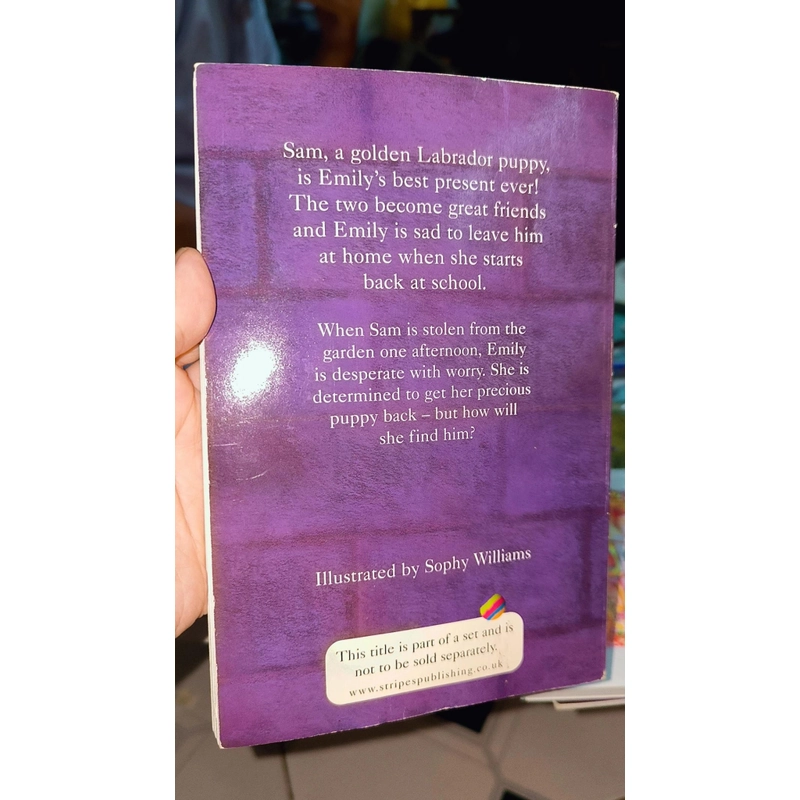 Sam, a golden Labrador puppy,
is Emily's best present ever!
The two become great friends
and Emily is sad to leave him
at home when she starts
back at school.
When Sam is stolen from the
garden one afternoon, Emily
is desperate with worry. She is
determined to get her precious
puppy back – but how will
she find him?
Illustrated by Sophy Williams
This title is part of a set and is
not to be sold separately.
www.stripespublishing.co.uk